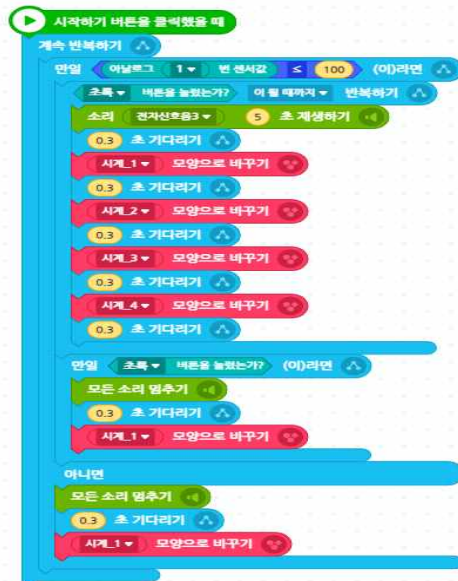 시작하기 버튼을 클릭했을 때
계속 반복하기
만일 아날로그 1 번 센서값 ≤ 100 (이)라면
초록 버튼을 눌렀는가? 이 될 때까지 반복하기
소리 전자신호음3 5 초 재생하기
0.3 초 기다리기
시계_1 모양으로 바꾸기
0.3 초 기다리기
시계_2 모양으로 바꾸기
0.3 초 기다리기
시계_3 모양으로 바꾸기
0.3 초 기다리기
시계_4 모양으로 바꾸기
0.3 초 기다리기
만일 초록 버튼을 눌렀는가? (이)라면
모든 소리 멈추기
0.3 초 기다리기
시계_1 모양으로 바꾸기
아니면
모든 소리 멈추기
0.3 초 기다리기
시계_1 모양으로 바꾸기